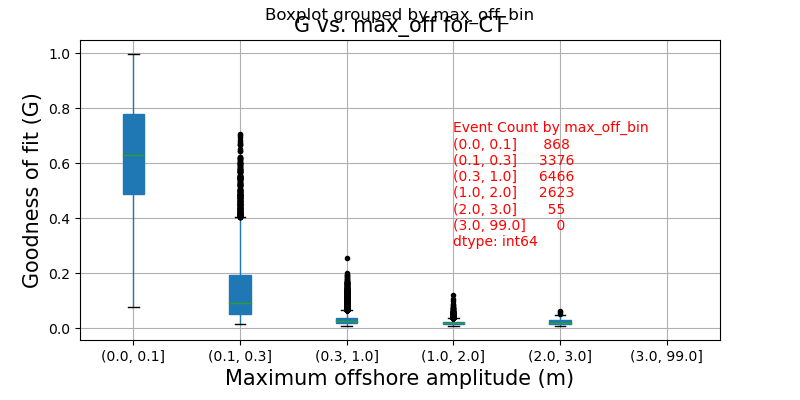 Boxplot grouped by max_off_bin
G vs. max_off for CT
Goodness of fit (G)
1.0
0.8
0.6
0.4
0.2
0.0
Event Count by max_off_bin
(0.0, 0.1] 868
(0.1, 0.3] 3376
(0.3, 1.0] 6466
(1.0, 2.0] 2623
(2.0, 3.0] 55
(3.0, 99.0] 0
dtype: int64
(0.0, 0.1] (0.1, 0.3] (0.3, 1.0] (1.0, 2.0] (2.0, 3.0] (3.0, 99.0]
Maximum offshore amplitude (m)